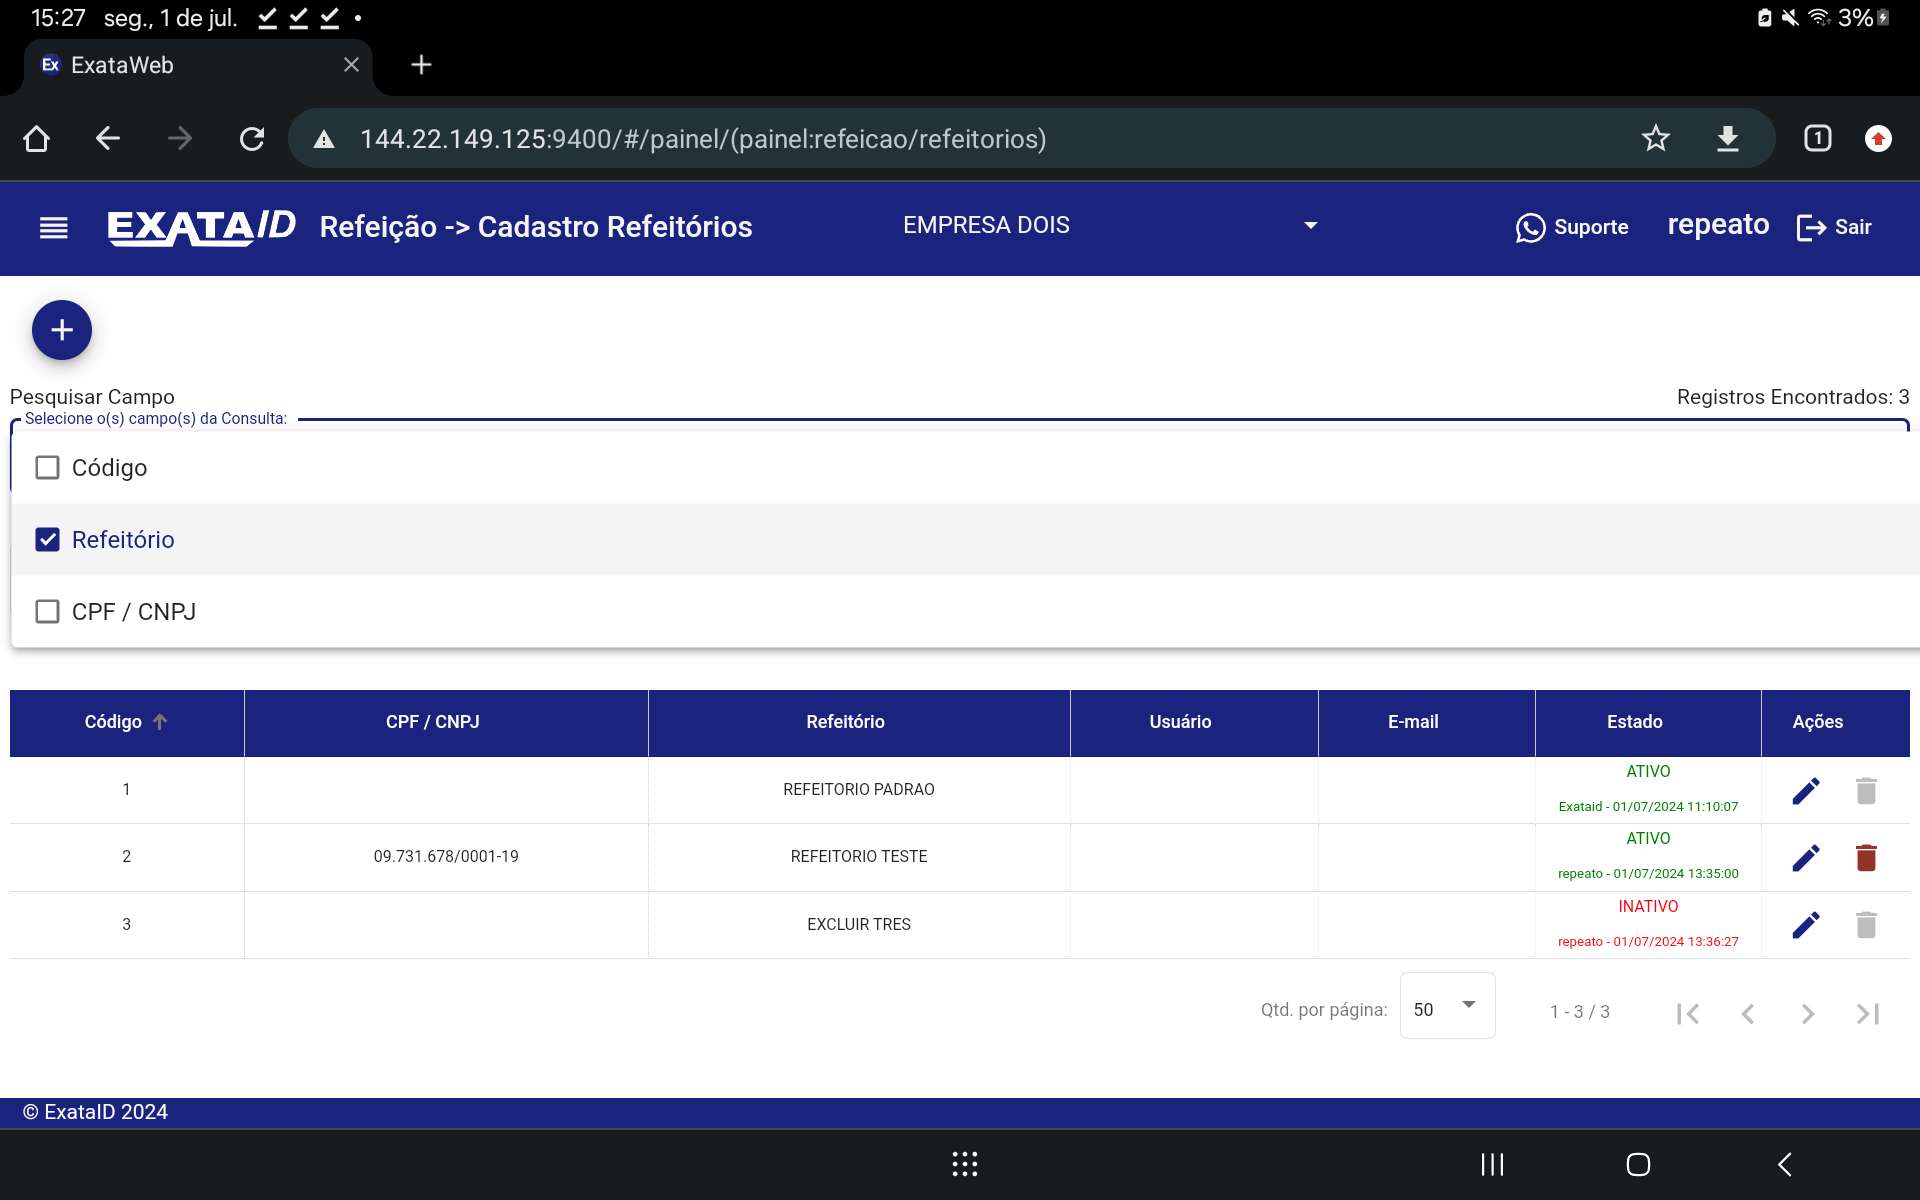 15:27 seg., 1 de jul. 3%
Ex ExataWeb
144.22.149.125:9400/#/painel/(painel:refeicao/refeitorios) 1
EXATAID Refeição -> Cadastro Refeitórios EMPRESA DOIS Suporte repeato Sair
Pesquisar Campo Registros Encontrados: 3
Selecione o(s) campo(s) da Consulta:
Código
Refeitório
CPF / CNPJ
Código CPF / CNPJ Refeitório Usuário E-mail Estado Ações
1 REFEITORIO PADRAO ATIVO
Exataid - 01/07/2024 11:10:07
2 09.731.678/0001-19 REFEITORIO TESTE ATIVO
repeato - 01/07/2024 13:35:00
3 EXCLUIR TRES INATIVO
repeato - 01/07/2024 13:36:27
Qtd. por página: 50 1 - 3 / 3
© ExataID 2024